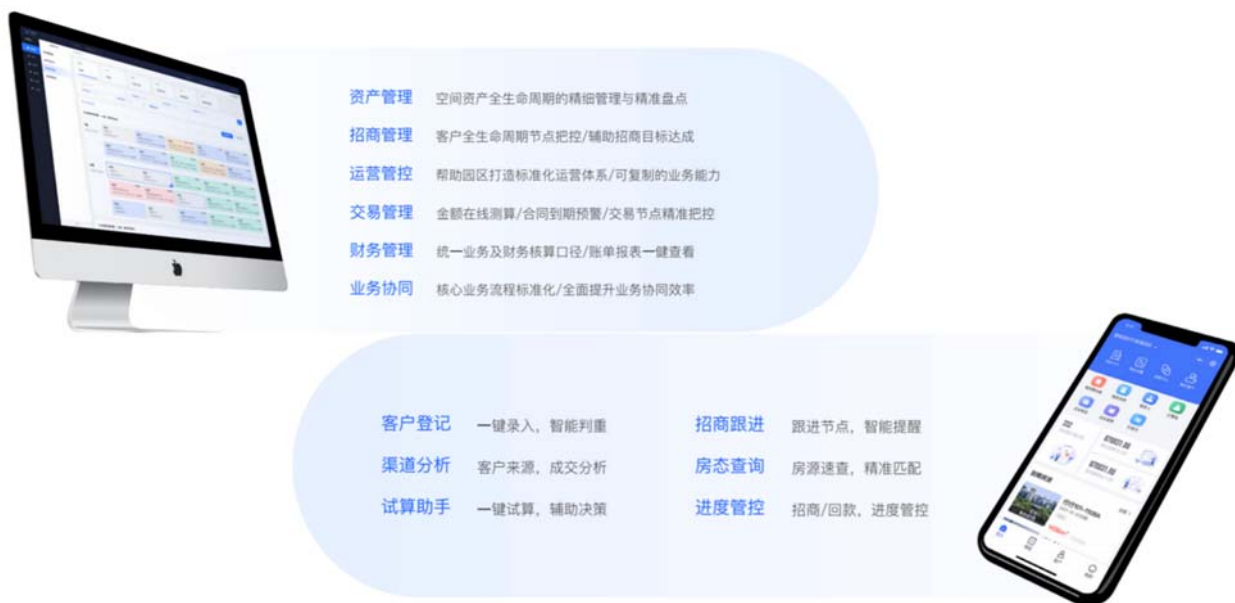 资产管理 空间资产全生命周期的精细管理与精准盘点
招商管理 客户全生命周期节点把控/辅助招商目标达成
运营管控 帮助园区打造标准化运营体系/可复制的业务能力
交易管理 金额在线测算/合同到期预警/交易节点精准把控
财务管理 统一业务及财务核算口径/账单报表一健查看
业务协同 核心业务流程标准化/全面提升业务协同效率
客户登记 一键录入，智能判重 招商跟进 跟进节点，智能提醒
渠道分析 客户来源，成交分析 房态查询 房源速查，精准匹配
试算助手 一键试算，辅助决策 进度管控 招商/回款，进度管控